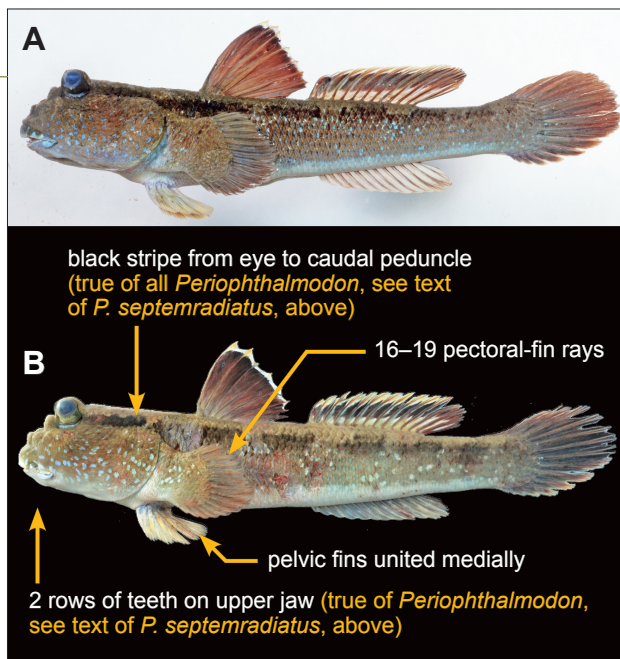 A
black stripe from eye to caudal peduncle
(true of all Periophthalmodon, see text
of P. septemradiatus, above)
B
16–19 pectoral-fin rays
pelvic fins united medially
2 rows of teeth on upper jaw (true of Periophthalmodon,
see text of P. septemradiatus, above)